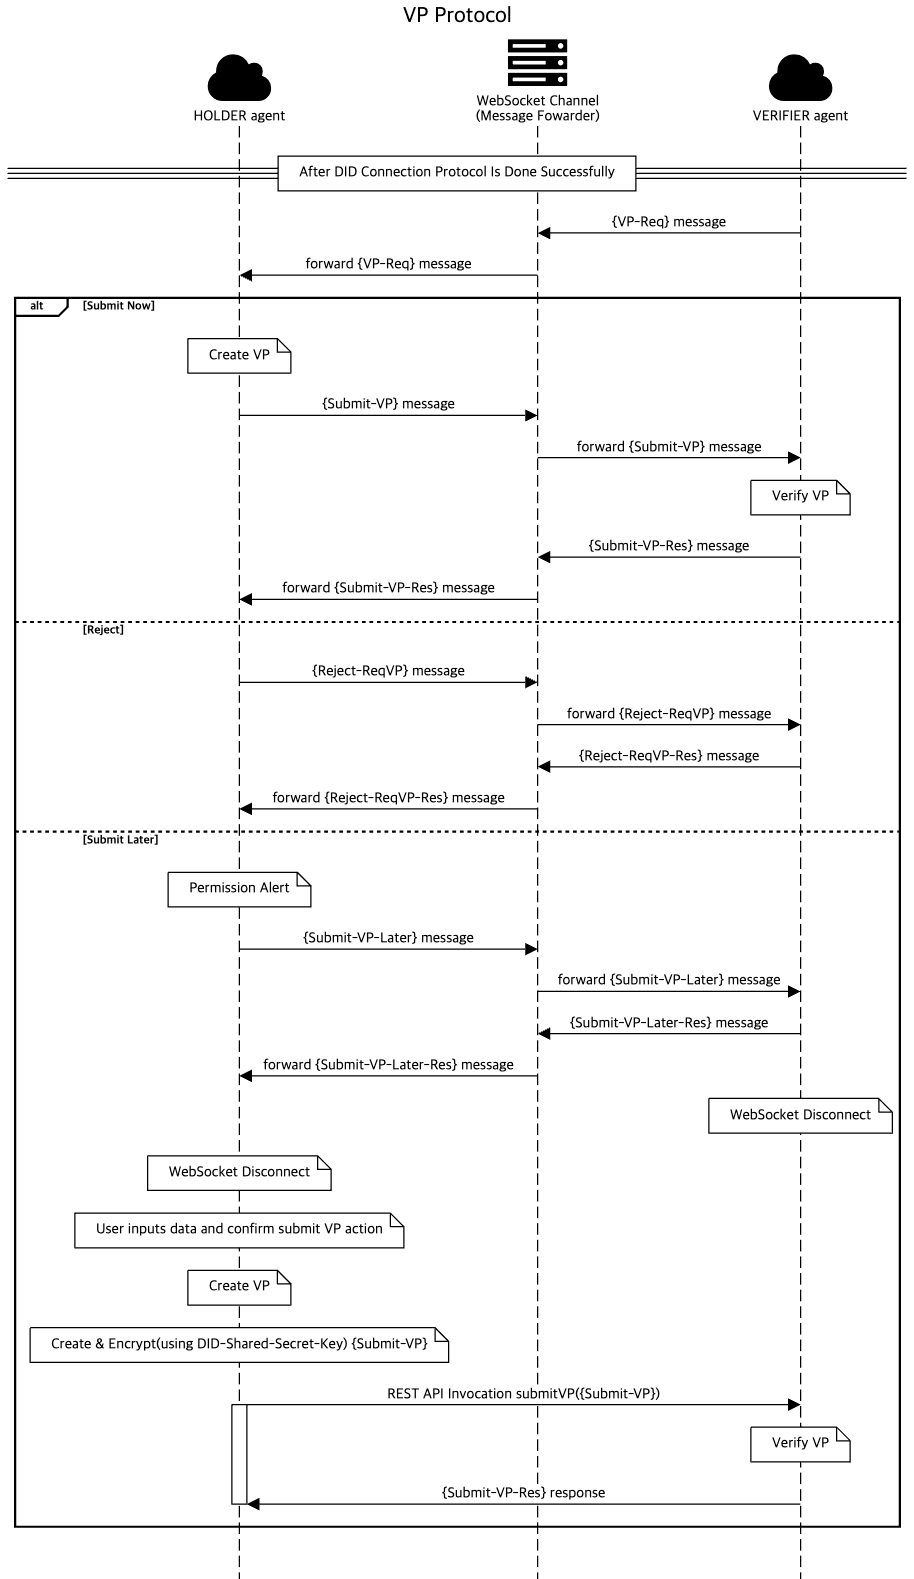 VP Protocol
HOLDER agent
WebSocket Channel
(Message Fowarder)
VERIFIER agent
After DID Connection Protocol Is Done Successfully
{VP-Req} message
forward {VP-Req} message
alt
[Submit Now]
Create VP
{Submit-VP} message
forward {Submit-VP} message
Verify VP
{Submit-VP-Res} message
forward {Submit-VP-Res} message
[Reject]
{Reject-ReqVP} message
forward {Reject-ReqVP} message
{Reject-ReqVP-Res} message
forward {Reject-ReqVP-Res} message
[Submit Later]
Permission Alert
{Submit-VP-Later} message
forward {Submit-VP-Later} message
{Submit-VP-Later-Res} message
forward {Submit-VP-Later-Res} message
WebSocket Disconnect
WebSocket Disconnect
User inputs data and confirm submit VP action
Create VP
Create & Encrypt(using DID-Shared-Secret-Key) {Submit-VP}
REST API Invocation submitVP({Submit-VP})
Verify VP
{Submit-VP-Res} response